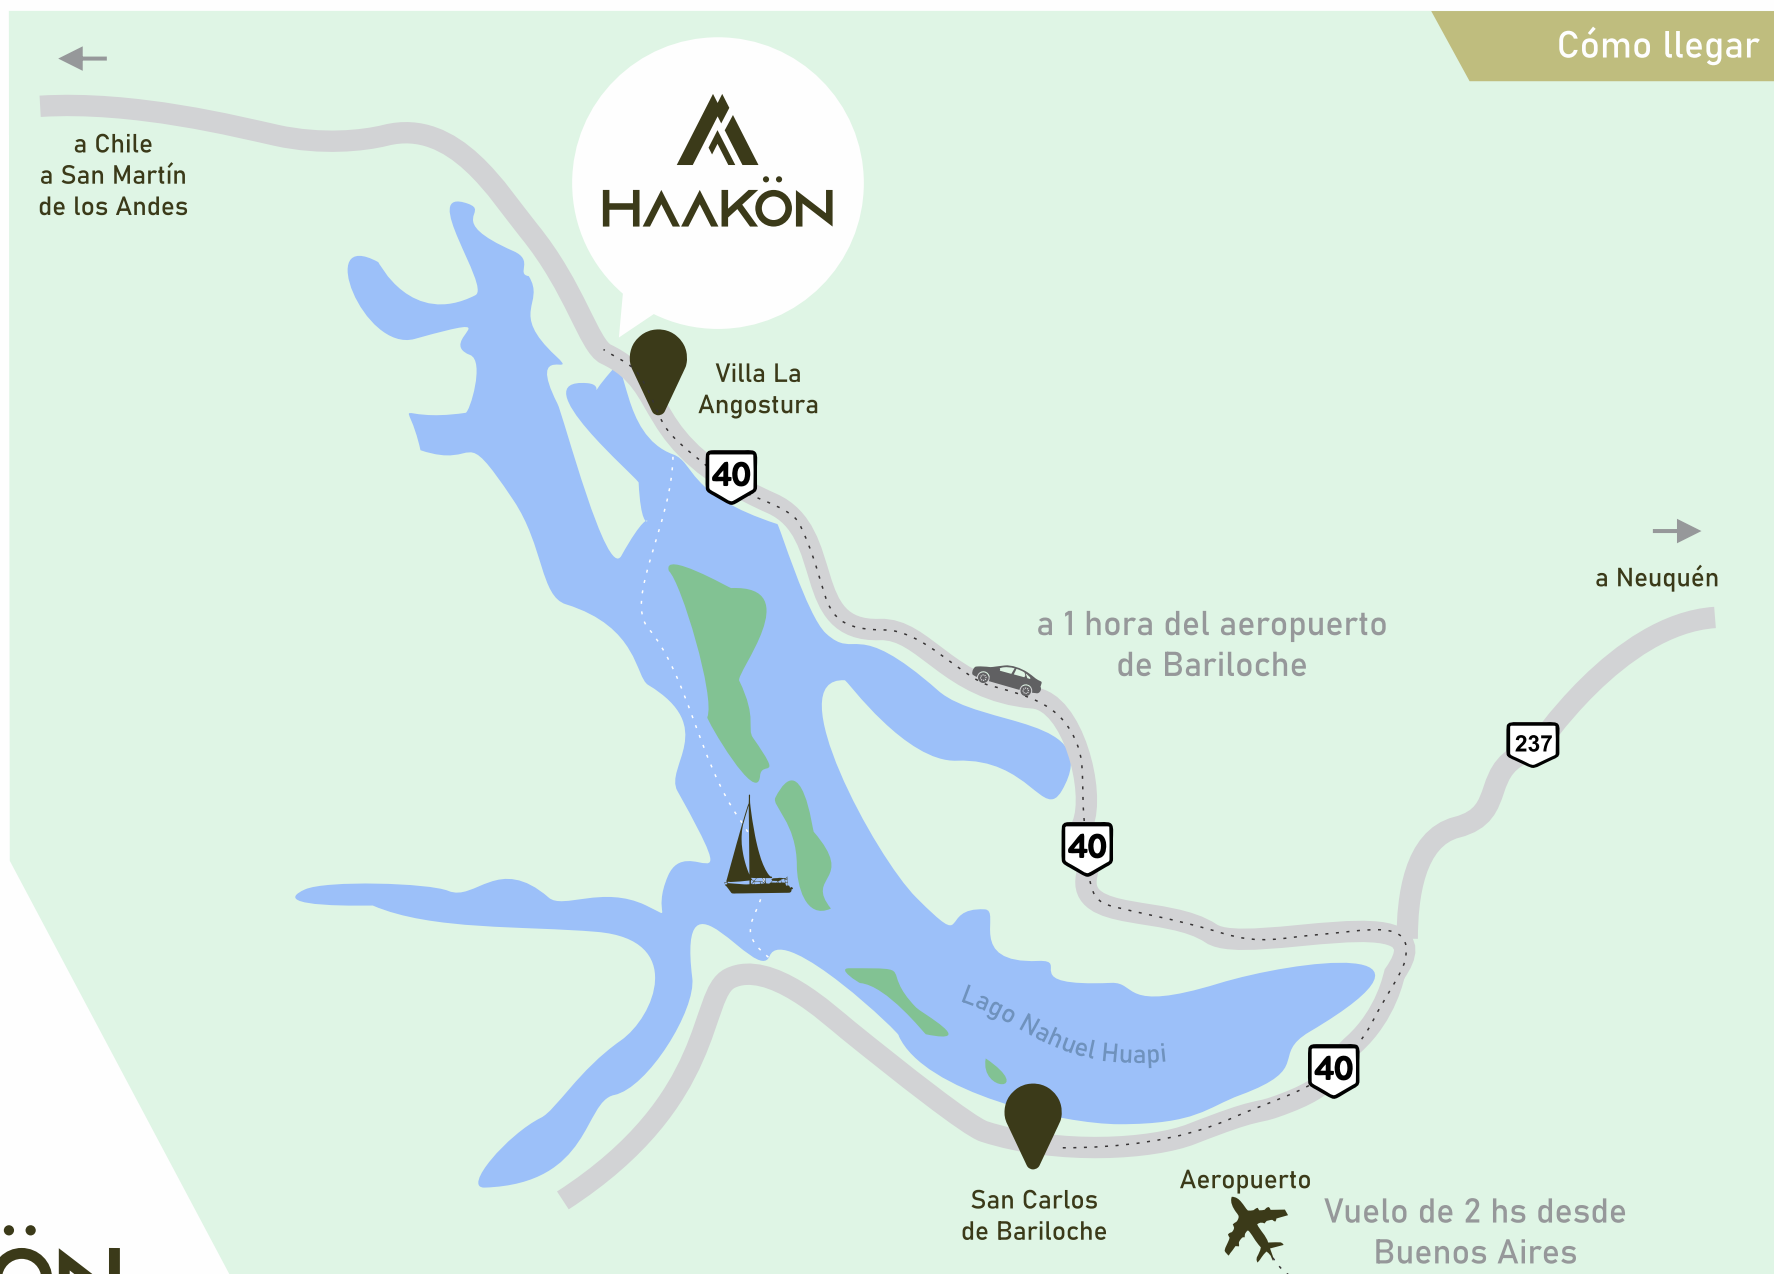 Cómo llegar
a Chile
a San Martín
de los Andes
HAAKÖN
Villa La
Angostura
40
a Neuquén
a 1 hora del aeropuerto
de Bariloche
237
40
Lago Nahuel Huapi
40
Aeropuerto
San Carlos
de Bariloche
Vuelo de 2 hs desde
Buenos Aires
ÖN